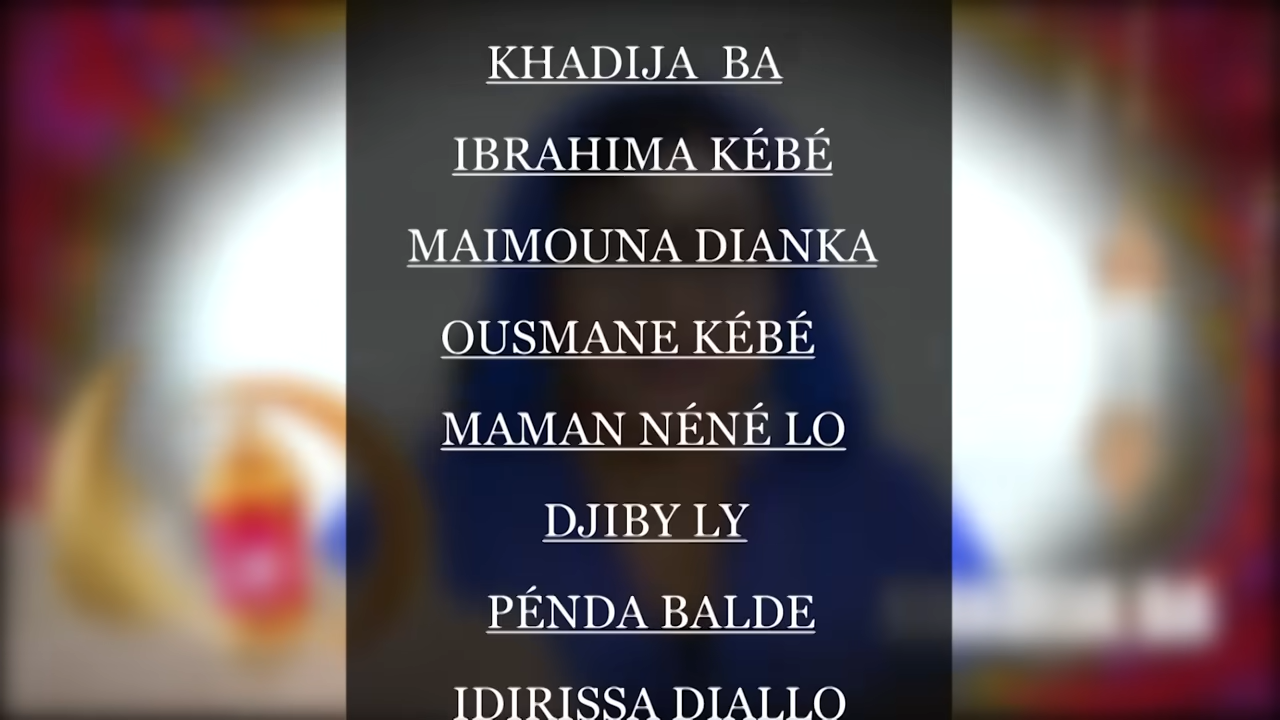 KHADIJA  BA
IBRAHIMA KÉBÉ
MAIMOUNA DIANKA
OUSMANE KÉBÉ
MAMAN NÉNÉ LO
DJIBY LY
PÉNDA BALDE
IDIRISSA DIALLO